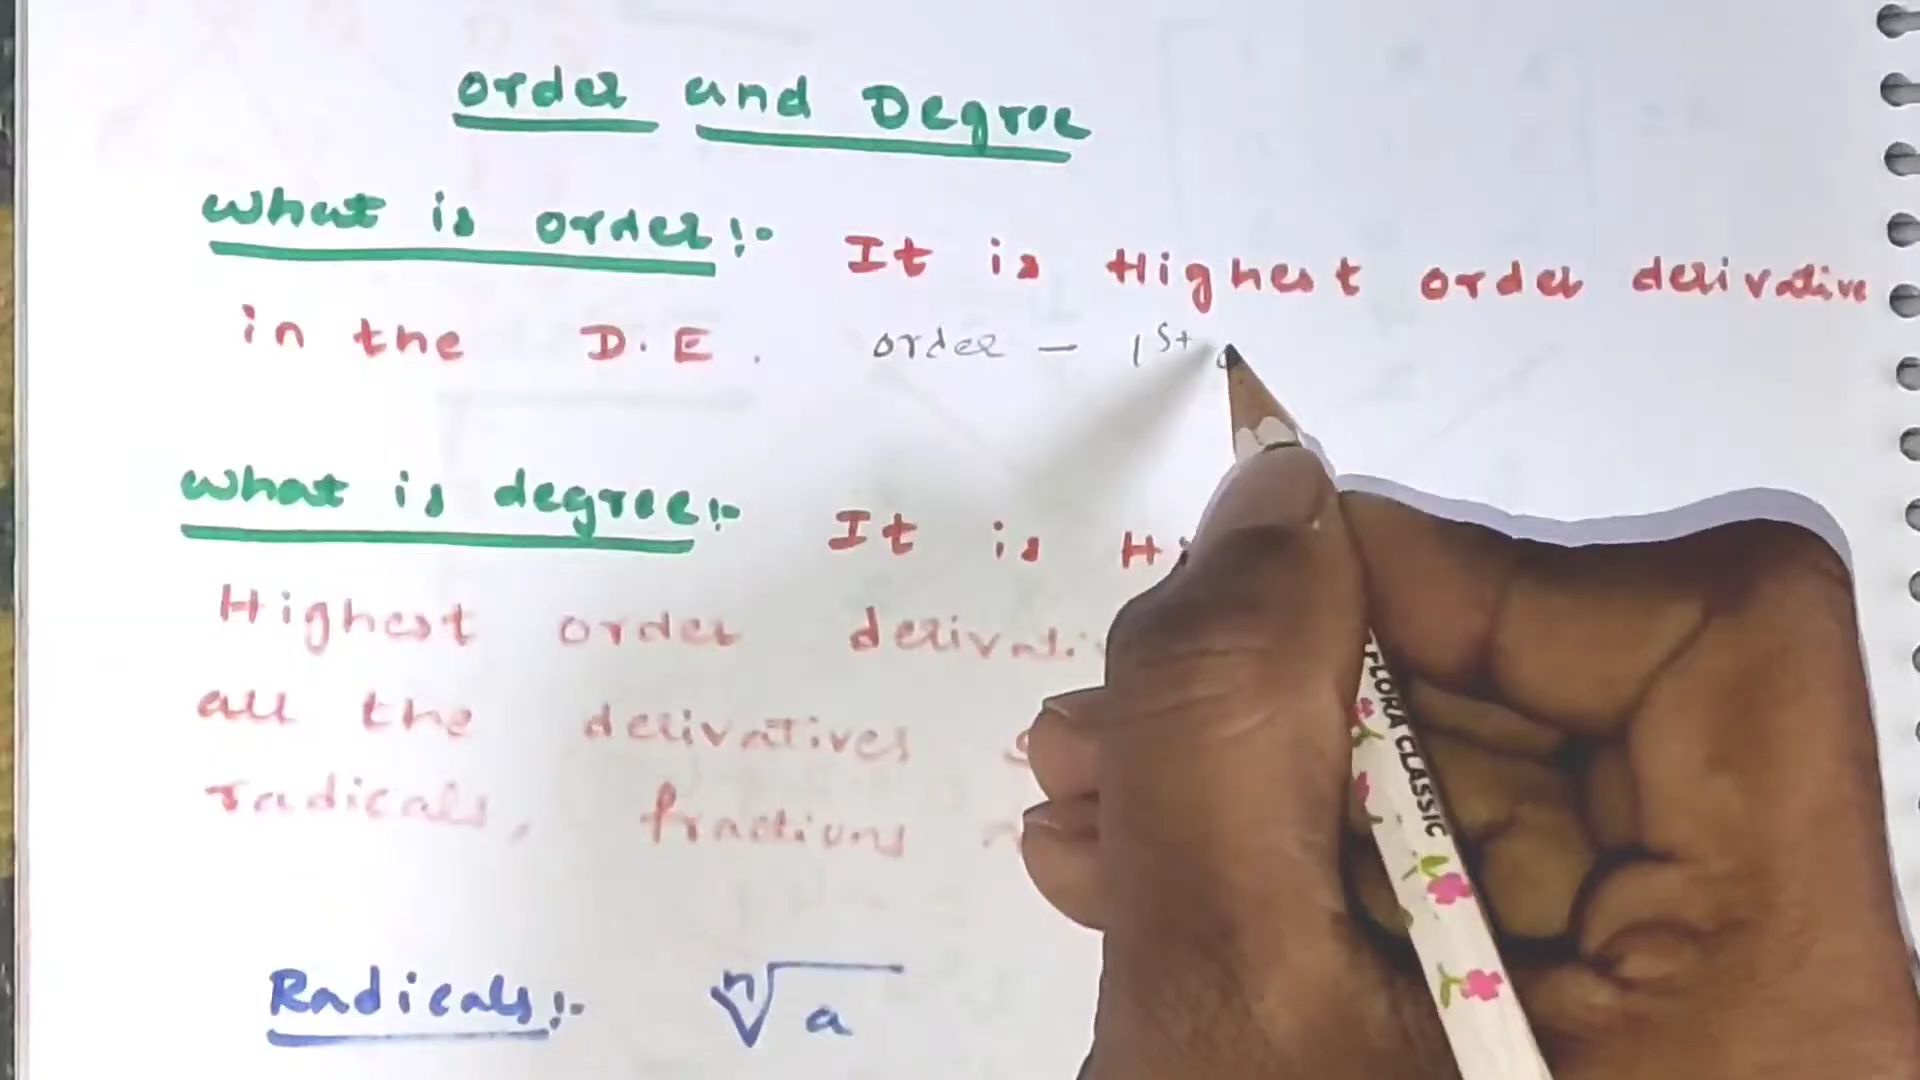 order and Degree
what is order:- It is Highest order derivative
in the D.E. order - 1st
what is degree:- It is
Highest order
all the derivatives
radicals, fractions
Radicals:- n√a
FLORA CLASSIC